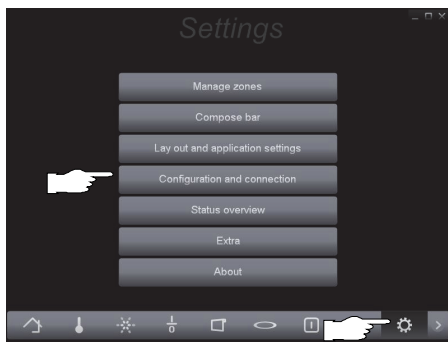 Settings
Manage zones
Compose bar
Lay out and application settings
Configuration and connection
Status overview
Extra
About